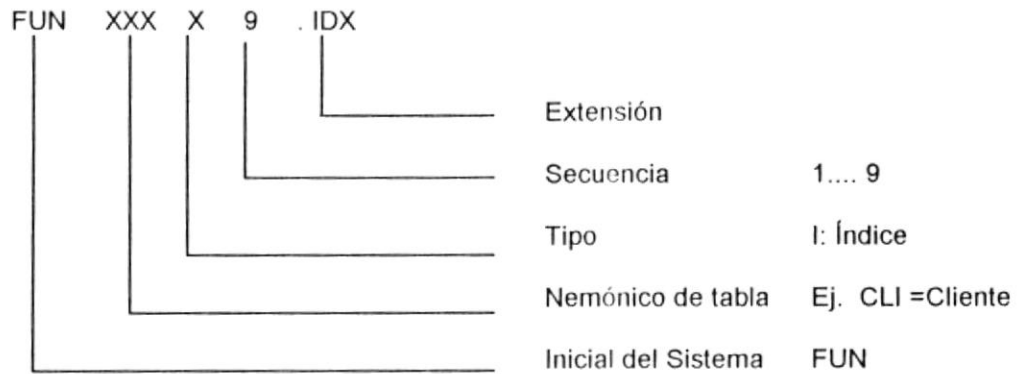 FUN XXX X 9 . IDX
Extensión
Secuencia 1.... 9
Tipo I: Índice
Nemónico de tabla Ej. CLI =Cliente
Inicial del Sistema FUN